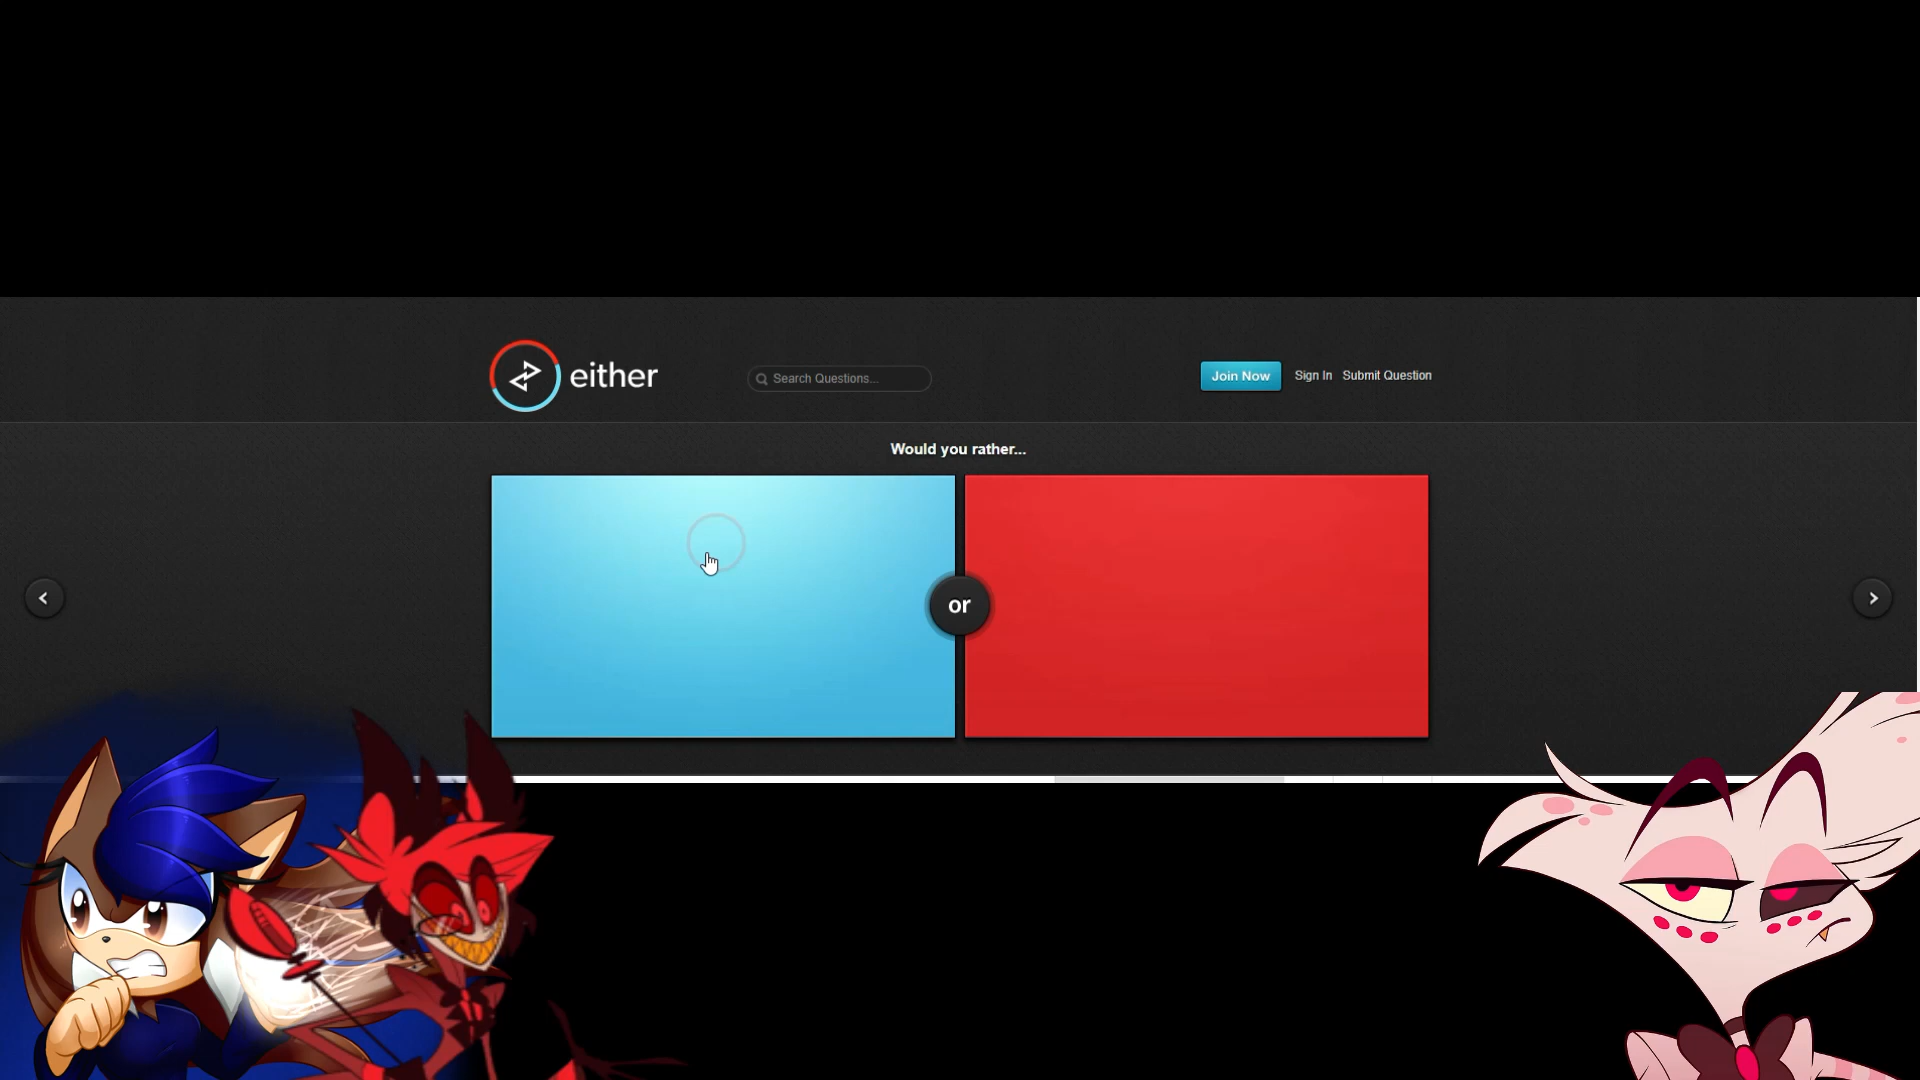 either
Search Questions...
Join Now Sign In Submit Question
Would you rather...
or